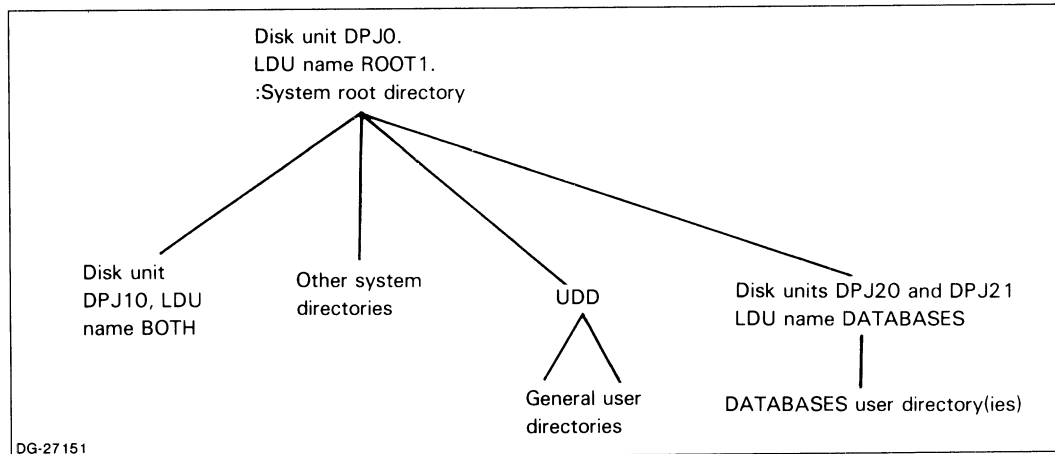 Disk unit DPJ0.
LDU name ROOT1.
:System root directory
Disk unit
DPJ10, LDU
name BOTH
Other system
directories
UDD
General user
directories
Disk units DPJ20 and DPJ21
LDU name DATABASES
DATABASES user directory(ies)
DG-27151